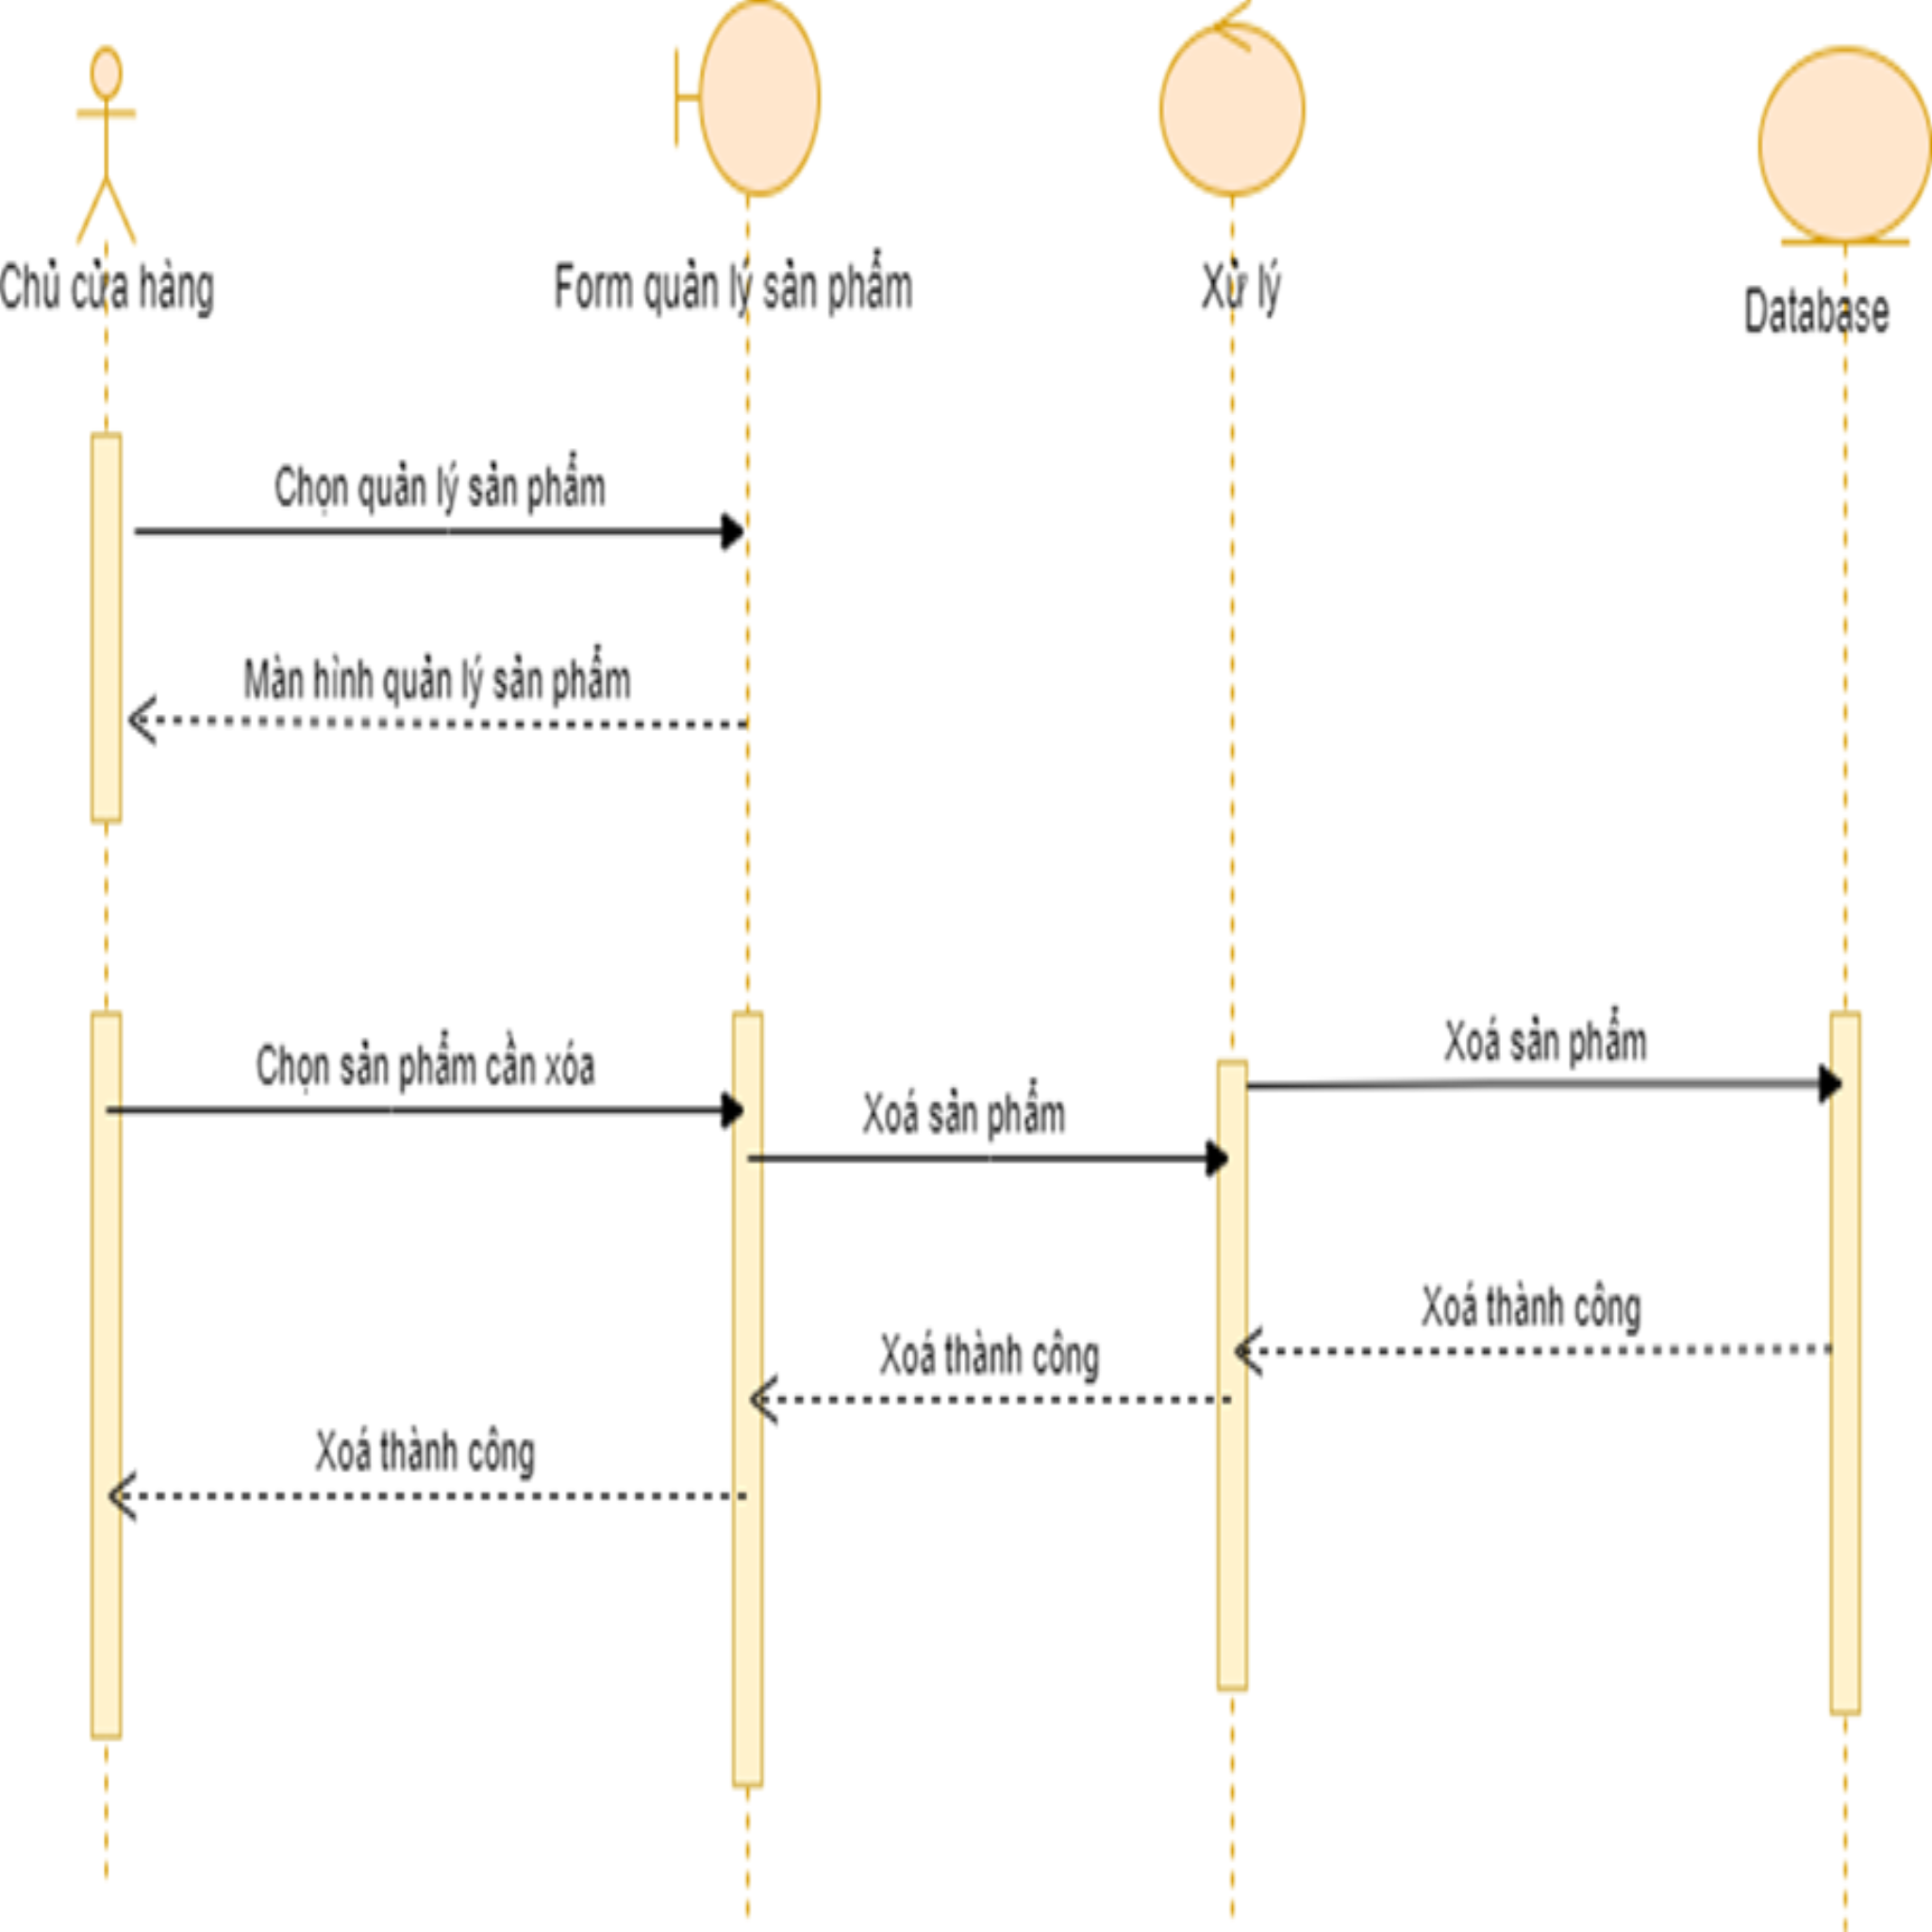 Chủ cửa hàng
Form quản lý sản phẩm
Xử lý
Database
Chọn quản lý sản phẩm
Màn hình quản lý sản phẩm
Chọn sản phẩm cần xóa
Xoá sản phẩm
Xoá sản phẩm
Xoá thành công
Xoá thành công
Xoá thành công